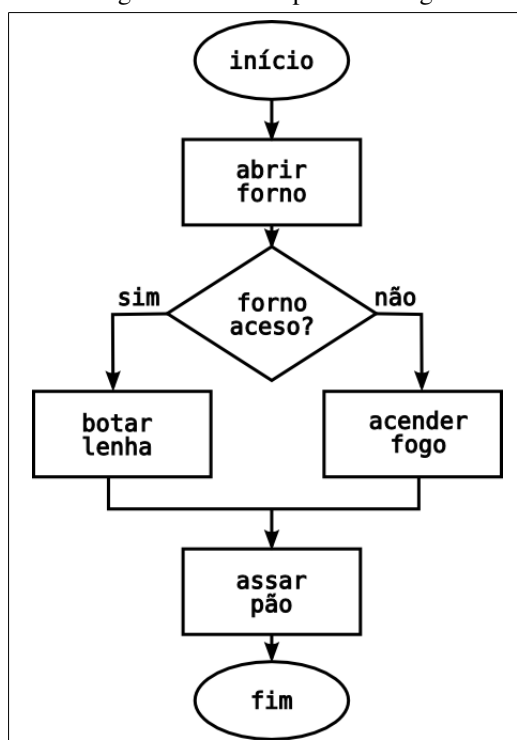 início
abrir
forno
sim
forno
aceso?
não
botar
lenha
acender
fogo
assar
pão
fim